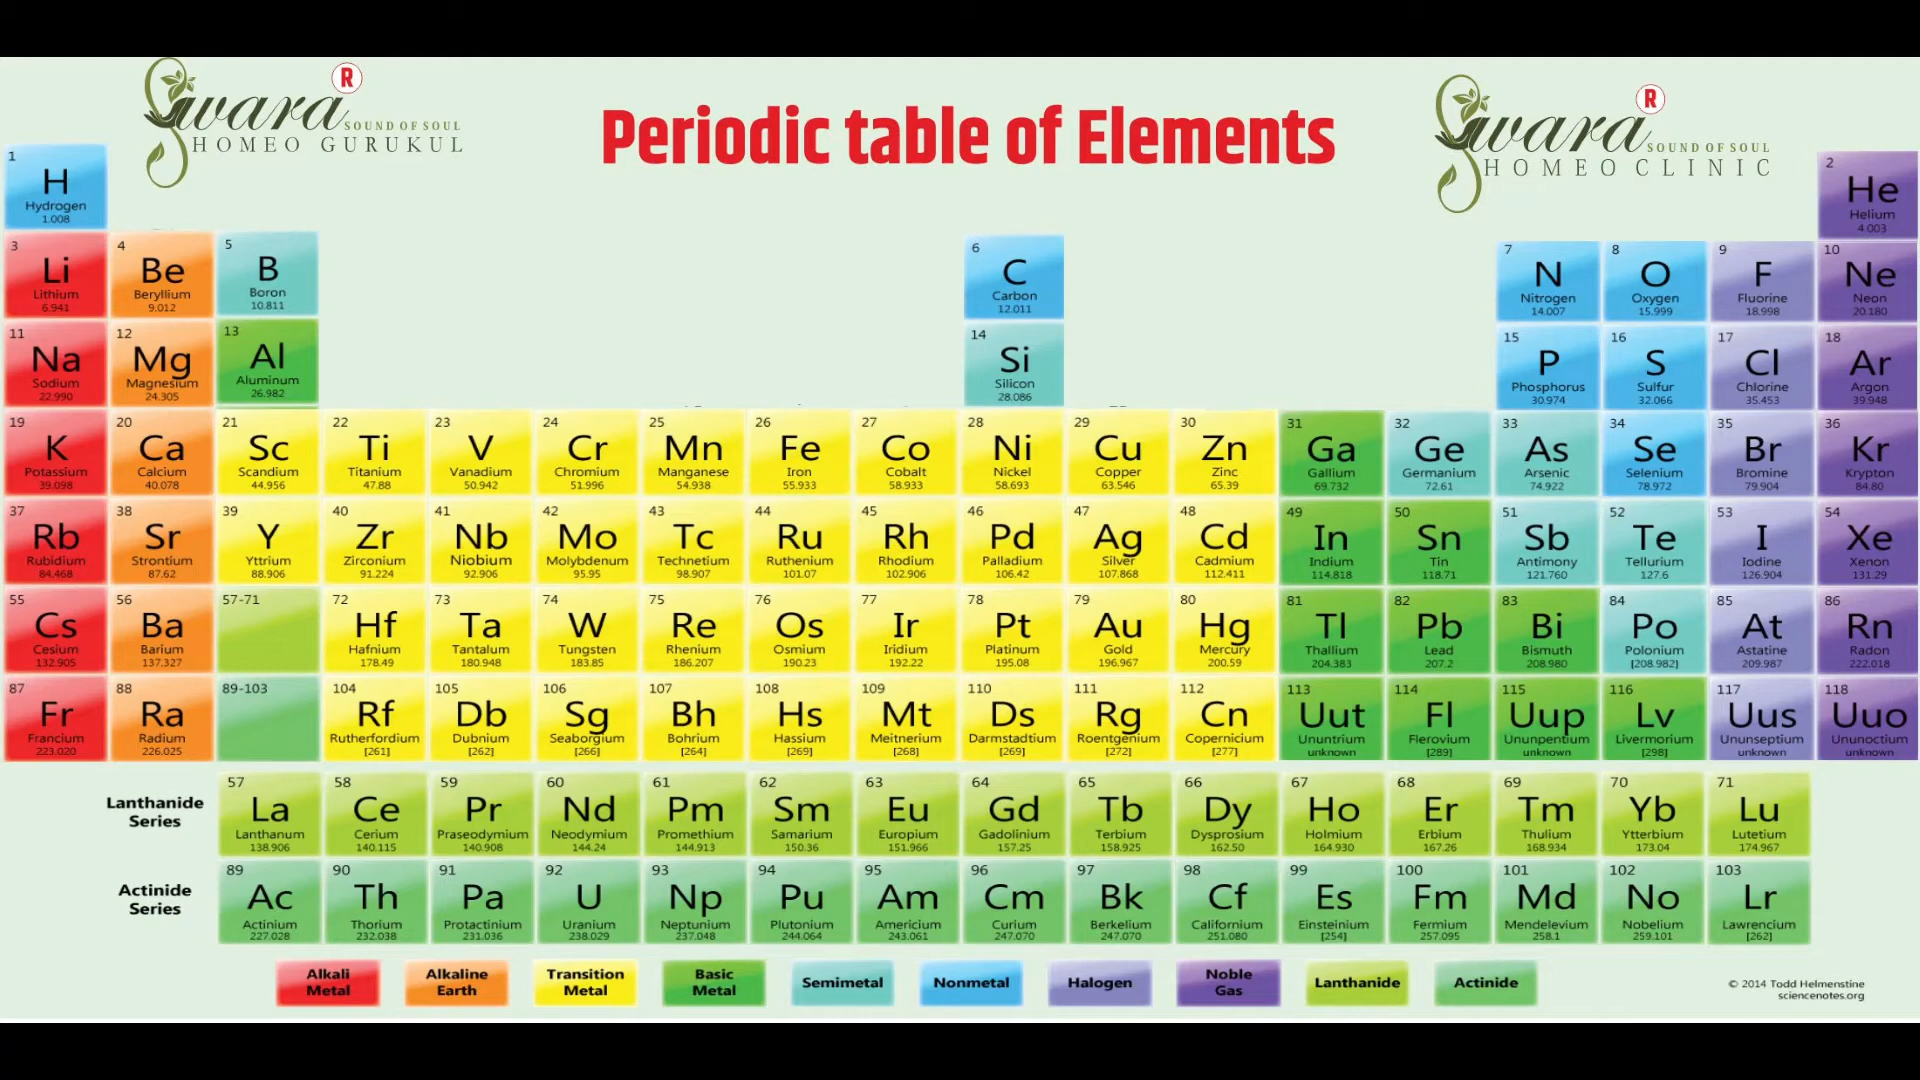 Swara®
SOUND OF SOUL
HOMEO GURUKUL
Periodic table of Elements
Swara®
SOUND OF SOUL
HOMEO CLINIC
1 H Hydrogen 1.008
2 He Helium 4.003
3 Li Lithium 6.941
4 Be Beryllium 9.012
5 B Boron 10.811
6 C Carbon 12.011
7 N Nitrogen 14.007
8 O Oxygen 15.999
9 F Fluorine 18.998
10 Ne Neon 20.180
11 Na Sodium 22.990
12 Mg Magnesium 24.305
13 Al Aluminum 26.982
14 Si Silicon 28.086
15 P Phosphorus 30.974
16 S Sulfur 32.066
17 Cl Chlorine 35.453
18 Ar Argon 39.948
19 K Potassium 39.098
20 Ca Calcium 40.078
21 Sc Scandium 44.956
22 Ti Titanium 47.88
23 V Vanadium 50.942
24 Cr Chromium 51.996
25 Mn Manganese 54.938
26 Fe Iron 55.933
27 Co Cobalt 58.933
28 Ni Nickel 58.693
29 Cu Copper 63.546
30 Zn Zinc 65.39
31 Ga Gallium 69.732
32 Ge Germanium 72.61
33 As Arsenic 74.922
34 Se Selenium 78.972
35 Br Bromine 79.904
36 Kr Krypton 84.80
37 Rb Rubidium 84.468
38 Sr Strontium 87.62
39 Y Yttrium 88.906
40 Zr Zirconium 91.224
41 Nb Niobium 92.906
42 Mo Molybdenum 95.95
43 Tc Technetium 98.907
44 Ru Ruthenium 101.07
45 Rh Rhodium 102.906
46 Pd Palladium 106.42
47 Ag Silver 107.868
48 Cd Cadmium 112.411
49 In Indium 114.818
50 Sn Tin 118.71
51 Sb Antimony 121.760
52 Te Tellurium 127.6
53 I Iodine 126.904
54 Xe Xenon 131.29
55 Cs Cesium 132.905
56 Ba Barium 137.327
57-71
72 Hf Hafnium 178.49
73 Ta Tantalum 180.948
74 W Tungsten 183.85
75 Re Rhenium 186.207
76 Os Osmium 190.23
77 Ir Iridium 192.22
78 Pt Platinum 195.08
79 Au Gold 196.967
80 Hg Mercury 200.59
81 Tl Thallium 204.383
82 Pb Lead 207.2
83 Bi Bismuth 208.980
84 Po Polonium [208.982]
85 At Astatine 209.987
86 Rn Radon 222.018
87 Fr Francium 223.020
88 Ra Radium 226.025
89-103
104 Rf Rutherfordium [261]
105 Db Dubnium [262]
106 Sg Seaborgium [266]
107 Bh Bohrium [264]
108 Hs Hassium [269]
109 Mt Meitnerium [268]
110 Ds Darmstadtium [269]
111 Rg Roentgenium [272]
112 Cn Copernicium [277]
113 Uut Ununtrium unknown
114 Fl Flerovium [289]
115 Uup Ununpentium unknown
116 Lv Livermorium [298]
117 Uus Ununseptium unknown
118 Uuo Ununoctium unknown
Lanthanide
Series
57 La Lanthanum 138.906
58 Ce Cerium 140.115
59 Pr Praseodymium 140.908
60 Nd Neodymium 144.24
61 Pm Promethium 144.913
62 Sm Samarium 150.36
63 Eu Europium 151.966
64 Gd Gadolinium 157.25
65 Tb Terbium 158.925
66 Dy Dysprosium 162.50
67 Ho Holmium 164.930
68 Er Erbium 167.26
69 Tm Thulium 168.934
70 Yb Ytterbium 173.04
71 Lu Lutetium 174.967
Actinide
Series
89 Ac Actinium 227.028
90 Th Thorium 232.038
91 Pa Protactinium 231.036
92 U Uranium 238.029
93 Np Neptunium 237.048
94 Pu Plutonium 244.064
95 Am Americium 243.061
96 Cm Curium 247.070
97 Bk Berkelium 247.070
98 Cf Californium 251.080
99 Es Einsteinium [254]
100 Fm Fermium 257.095
101 Md Mendelevium 258.1
102 No Nobelium 259.101
103 Lr Lawrencium [262]
Alkali
Metal
Alkaline
Earth
Transition
Metal
Basic
Metal
Semimetal
Nonmetal
Halogen
Noble
Gas
Lanthanide
Actinide
© 2014 Todd Helmenstine
sciencenotes.org